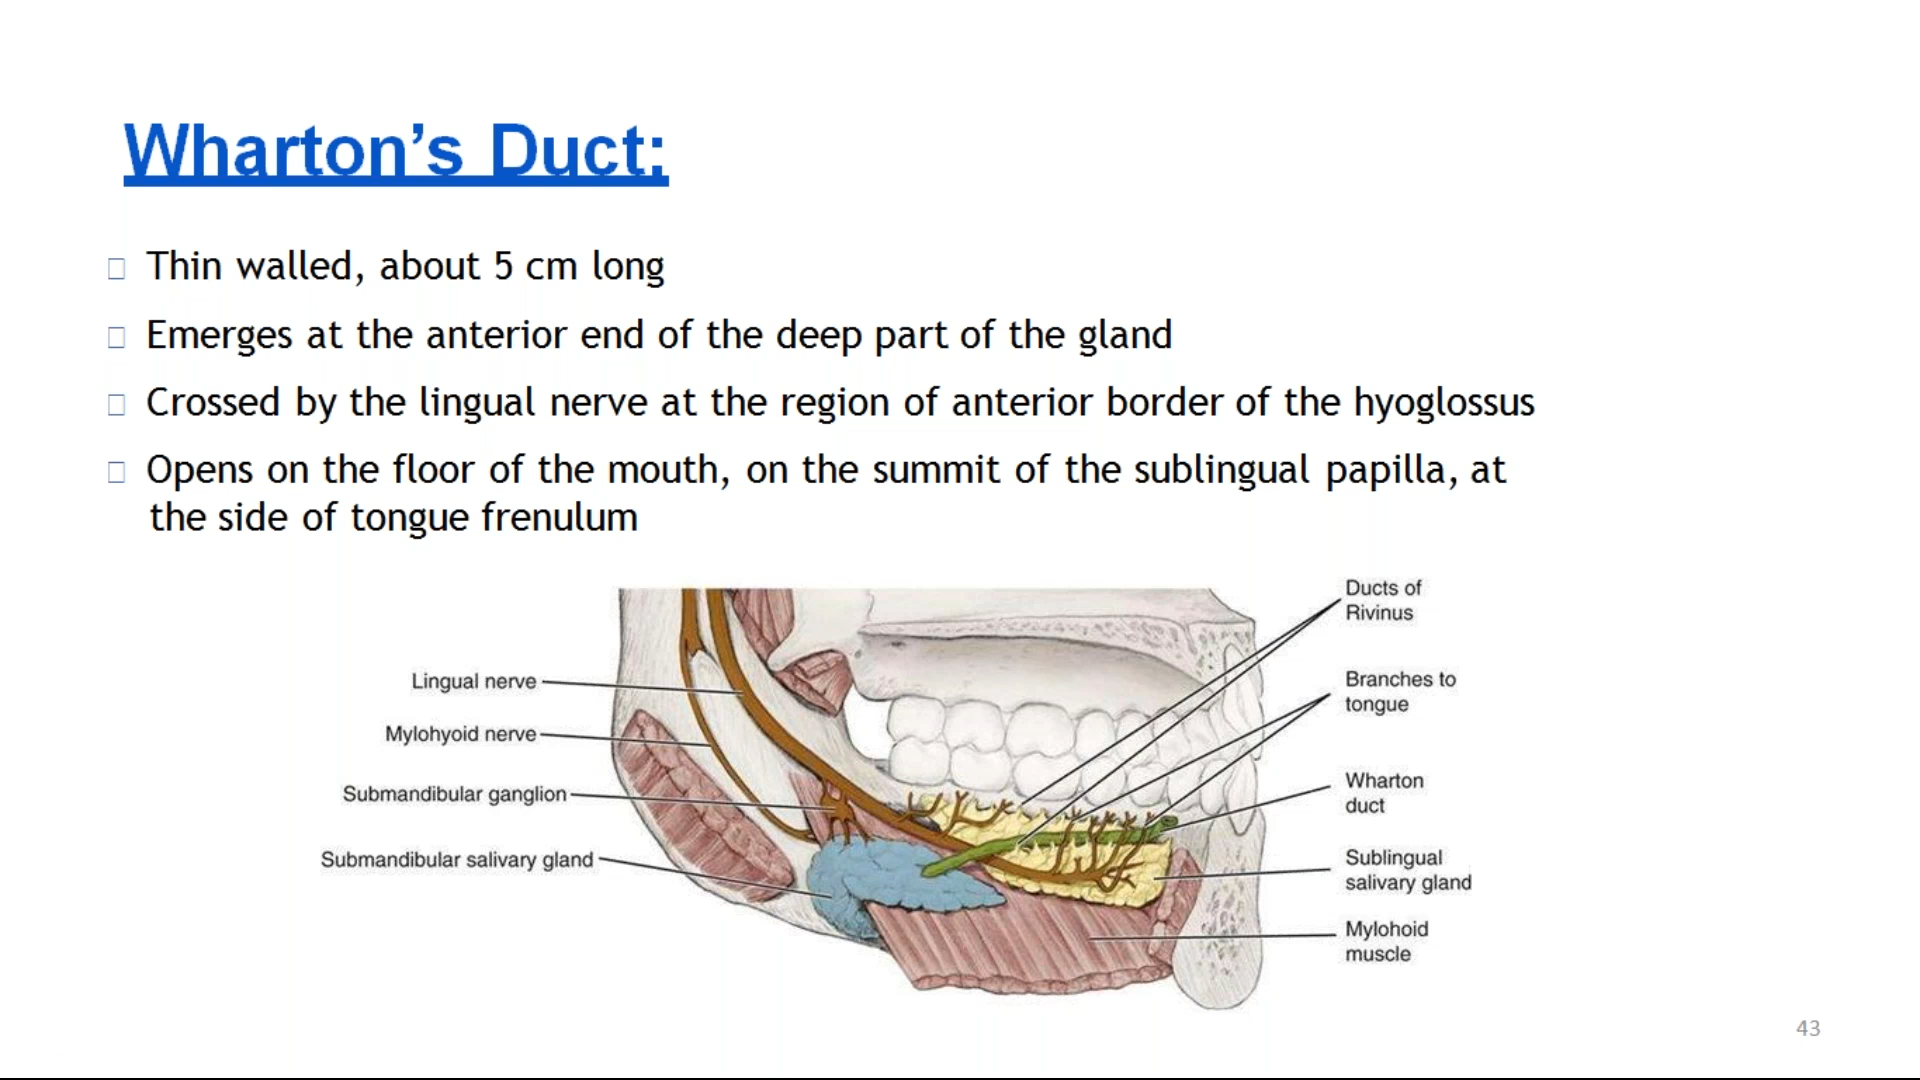 Wharton’s Duct:
Thin walled, about 5 cm long
Emerges at the anterior end of the deep part of the gland
Crossed by the lingual nerve at the region of anterior border of the hyoglossus
Opens on the floor of the mouth, on the summit of the sublingual papilla, at
the side of tongue frenulum
Lingual nerve
Mylohyoid nerve
Submandibular ganglion
Submandibular salivary gland
Ducts of
Rivinus
Branches to
tongue
Wharton
duct
Sublingual
salivary gland
Mylohoid
muscle
43